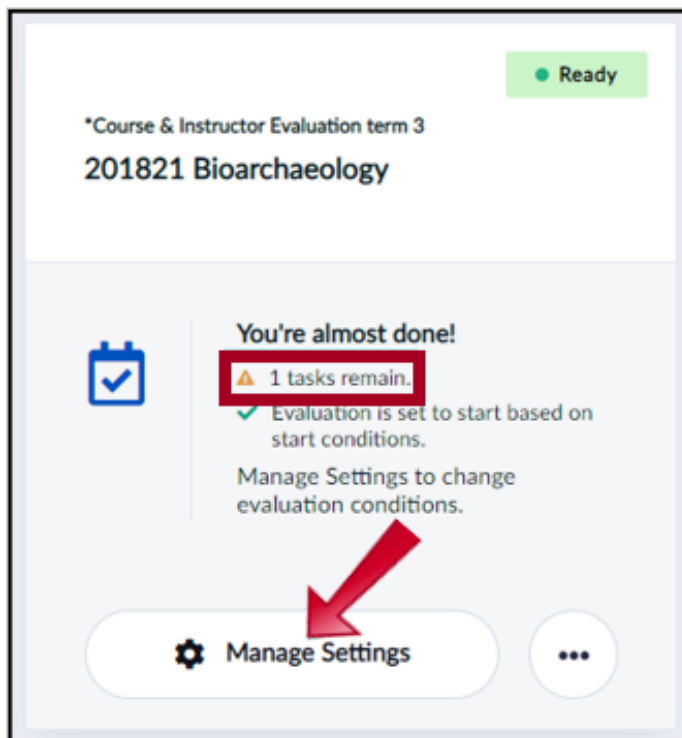 Ready
*Course & Instructor Evaluation term 3
201821 Bioarchaeology
You're almost done!
1 tasks remain.
Evaluation is set to start based on
start conditions.
Manage Settings to change
evaluation conditions.
Manage Settings